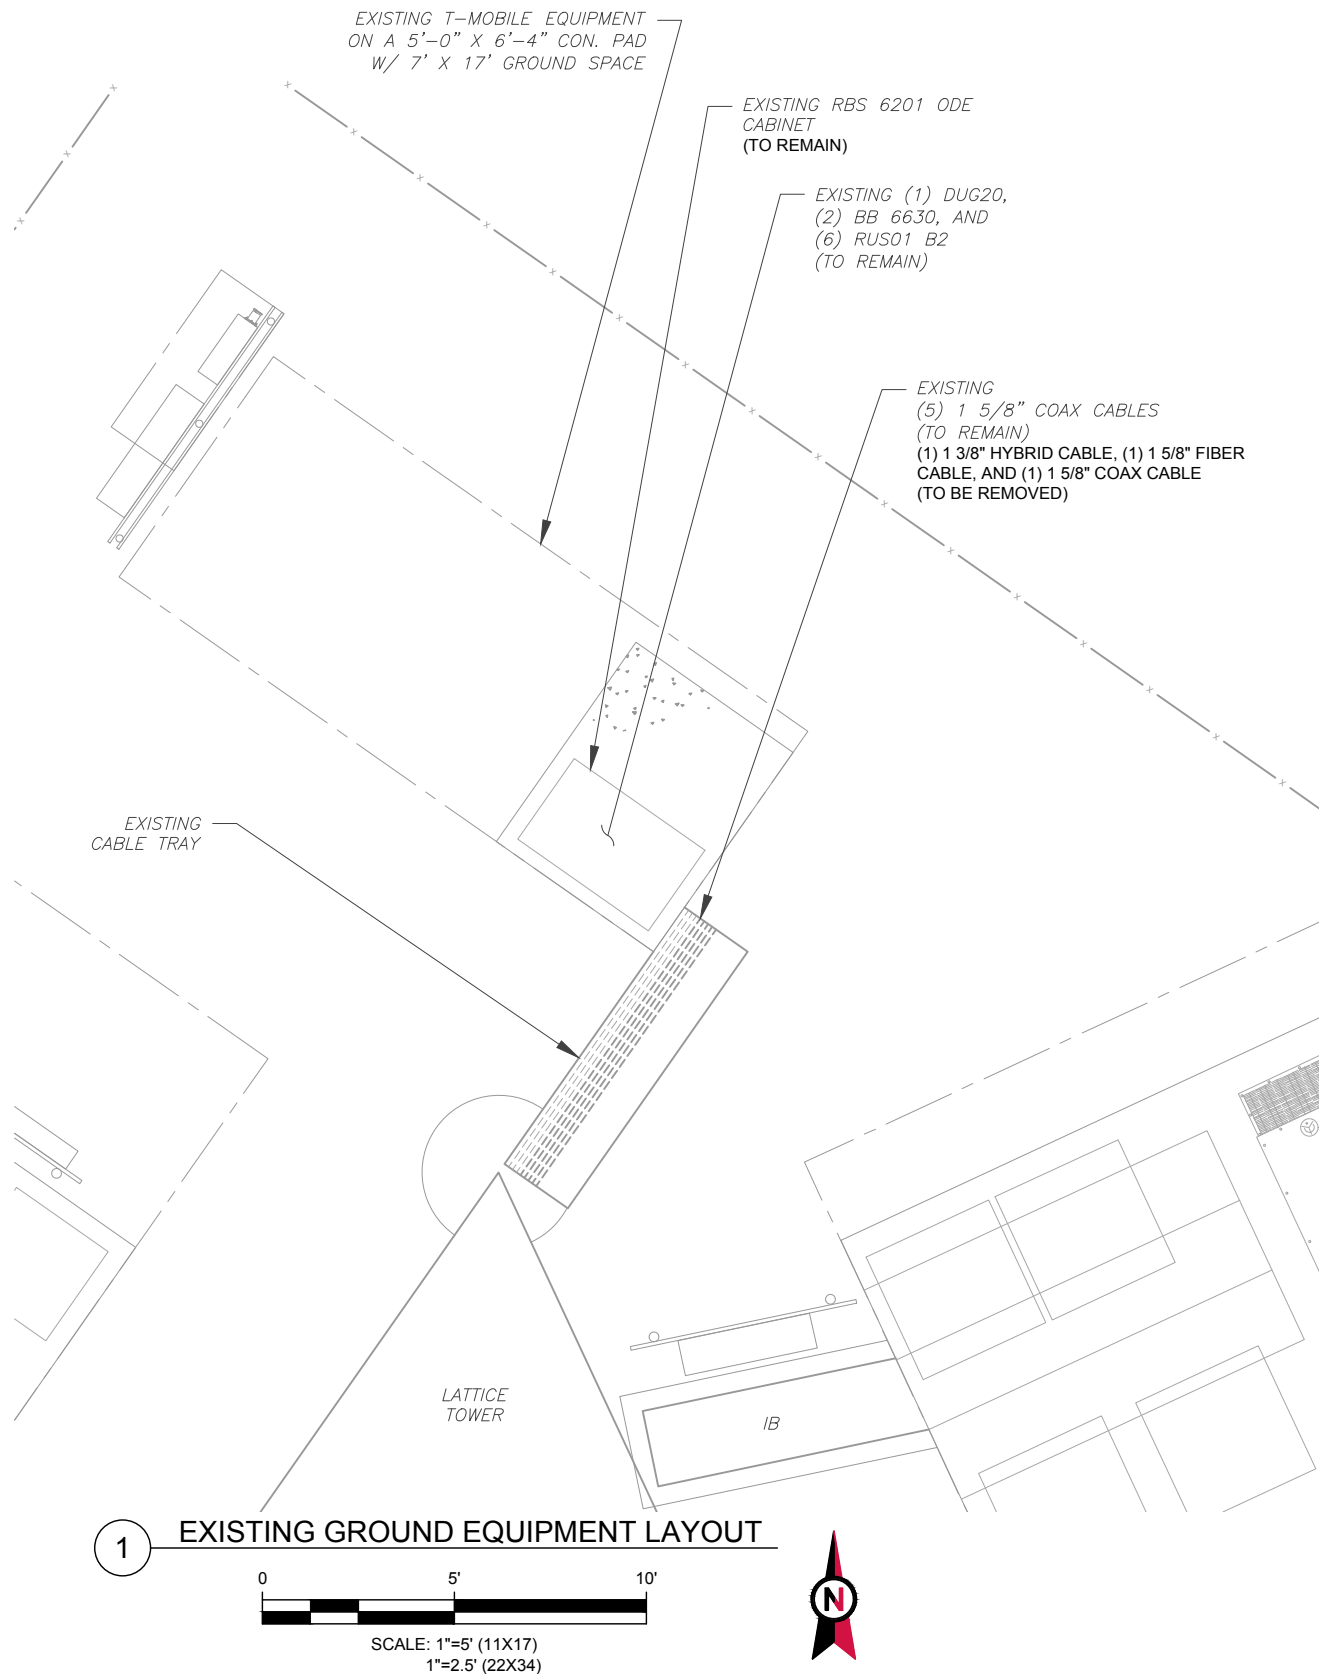 EXISTING T-MOBILE EQUIPMENT
ON A 5'-0" X 6'-4" CON. PAD
W/ 7' X 17' GROUND SPACE
EXISTING RBS 6201 ODE
CABINET
(TO REMAIN)
EXISTING (1) DUG20,
(2) BB 6630, AND
(6) RUS01 B2
(TO REMAIN)
EXISTING
(5) 1 5/8" COAX CABLES
(TO REMAIN)
(1) 1 3/8" HYBRID CABLE, (1) 1 5/8" FIBER
CABLE, AND (1) 1 5/8" COAX CABLE
(TO BE REMOVED)
EXISTING
CABLE TRAY
LATTICE
TOWER
IB
1 EXISTING GROUND EQUIPMENT LAYOUT
0 5' 10'
SCALE: 1"=5' (11X17)
1"=2.5' (22X34)
N